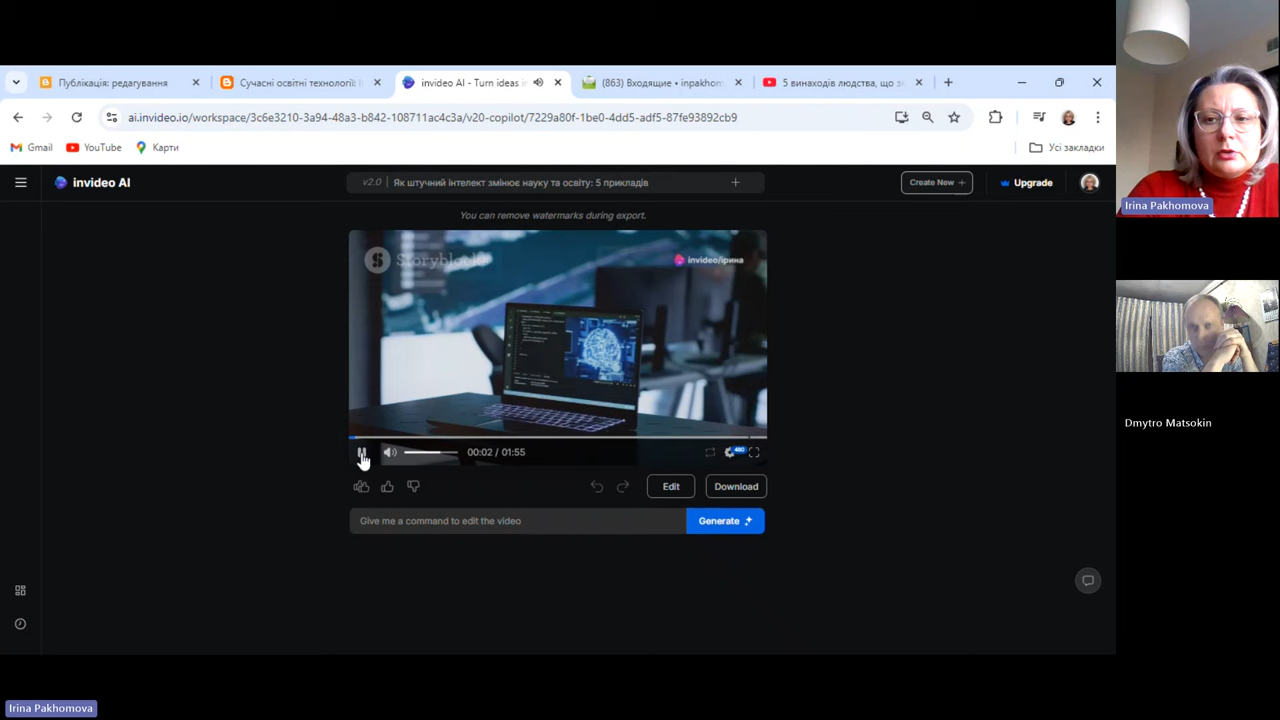 Публікація: редагування
Сучасні освітні технології: І
invideo AI - Turn ideas i
(863) Входящие • inpakhom
5 винаходів людства, що з
ai.invideo.io/workspace/3c6e3210-3a94-48a3-b842-108711ac4c3a/v20-copilot/7229a80f-1be0-4dd5-adf5-87fe93892cb9
Gmail
YouTube
Карти
Усі закладки
invideo AI
v2.0
Як штучний інтелект змінює науку та освіту: 5 прикладів
Create New +
Upgrade
You can remove watermarks during export.
Storyblocks
invideo/ірина
00:02 / 01:55
480
Edit
Download
Give me a command to edit the video
Generate
Irina Pakhomova
Dmytro Matsokin
Irina Pakhomova